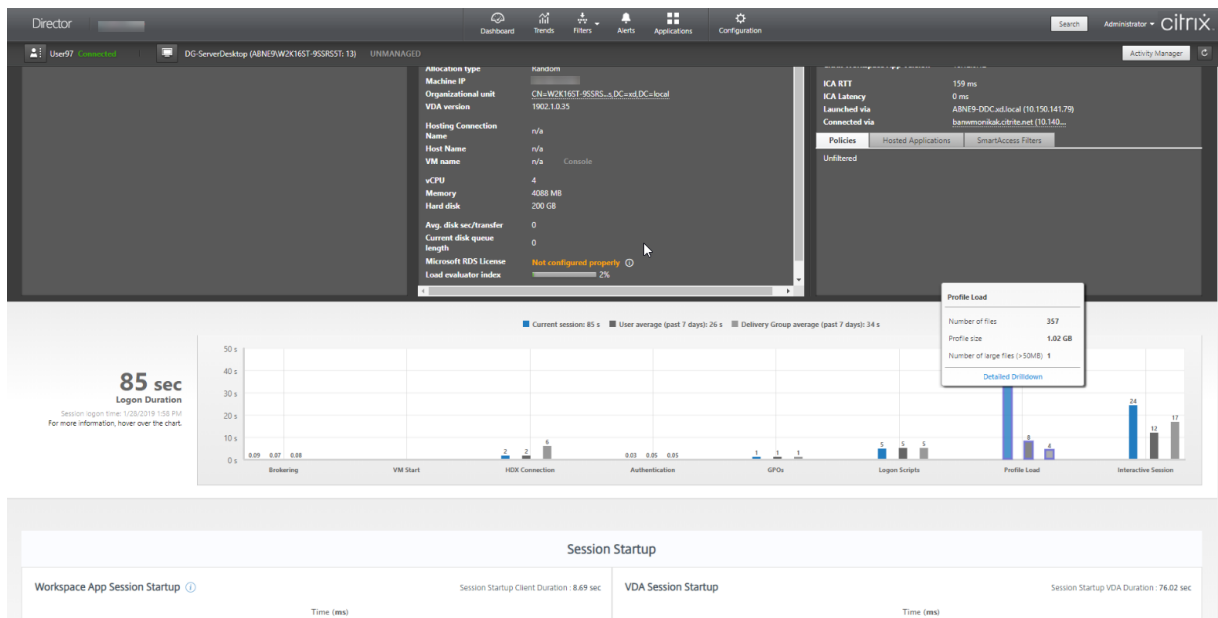 Director
Dashboard
Trends
Filters
Alerts
Applications
Configuration
Search
Administrator
citrix
User97 Connected
DG-ServerDesktop (ABNE9\W2K16ST-9SSRS5T: 13) UNMANAGED
Activity Manager
Allocation type Random
Machine IP
Organizational unit CN=W2K16ST-9SSRS...s,DC=xd,DC=local
VDA version 1902.1.0.35
Hosting Connection
Name n/a
Host Name n/a
VM name n/a Console
vCPU 4
Memory 4088 MB
Hard disk 200 GB
Avg. disk sec/transfer 0
Current disk queue
length 0
Microsoft RDS License Not configured properly
Load evaluator index 2%
ICA RTT 159 ms
ICA Latency 0 ms
Launched via ABNE9-DDC.xd.local (10.150.141.79)
Connected via banwmonikak.citrite.net (10.140....
Policies Hosted Applications SmartAccess Filters
Unfiltered
Profile Load
Number of files 357
Profile size 1.02 GB
Number of large files (>50MB) 1
Detailed Drilldown
Current session: 85 s User average (past 7 days): 26 s Delivery Group average (past 7 days): 34 s
85 sec
Logon Duration
Session logon time: 1/28/2019 1:58 PM
For more information, hover over the chart.
50 s
40 s
30 s
20 s
10 s
0 s
0.09 0.07 0.08
2 2 6
0.03 0.05 0.05
1 1 1
5 5 5
8 4
24 12 17
Brokering VM Start HDX Connection Authentication GPOs Logon Scripts Profile Load Interactive Session
Session Startup
Workspace App Session Startup
Session Startup Client Duration : 8.69 sec
Time (ms)
VDA Session Startup
Session Startup VDA Duration : 76.02 sec
Time (ms)